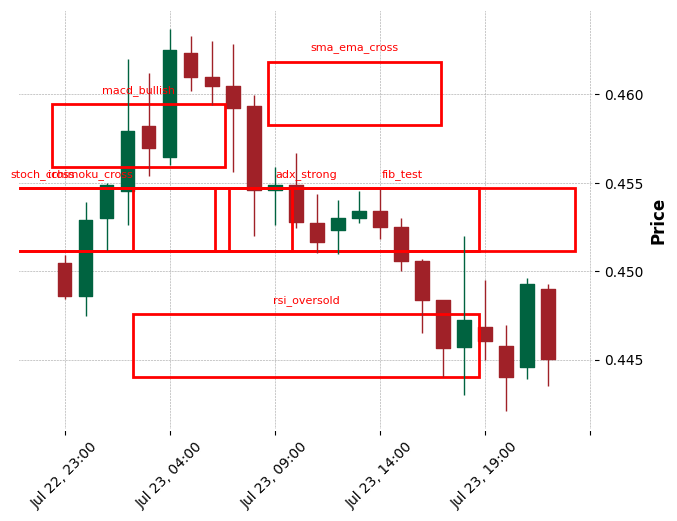 sma_ema_cross
macd_bullish
stoch_cross
ichimoku_cross
adx_strong
fib_test
rsi_oversold
0.460
0.455
0.450
0.445
Price
Jul 22, 23:00
Jul 23, 04:00
Jul 23, 09:00
Jul 23, 14:00
Jul 23, 19:00